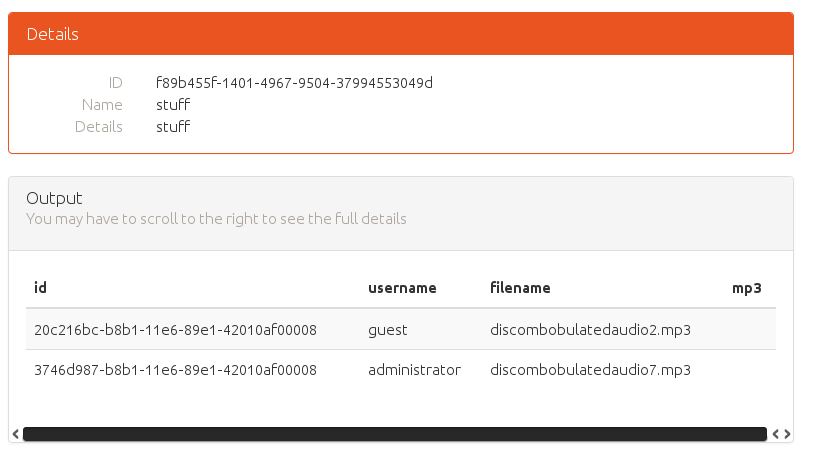 Details
ID f89b455f-1401-4967-9504-37994553049d
Name stuff
Details stuff
Output
You may have to scroll to the right to see the full details
id username filename mp3
20c216bc-b8b1-11e6-89e1-42010af00008 guest discombobulatedaudio2.mp3
3746d987-b8b1-11e6-89e1-42010af00008 administrator discombobulatedaudio7.mp3